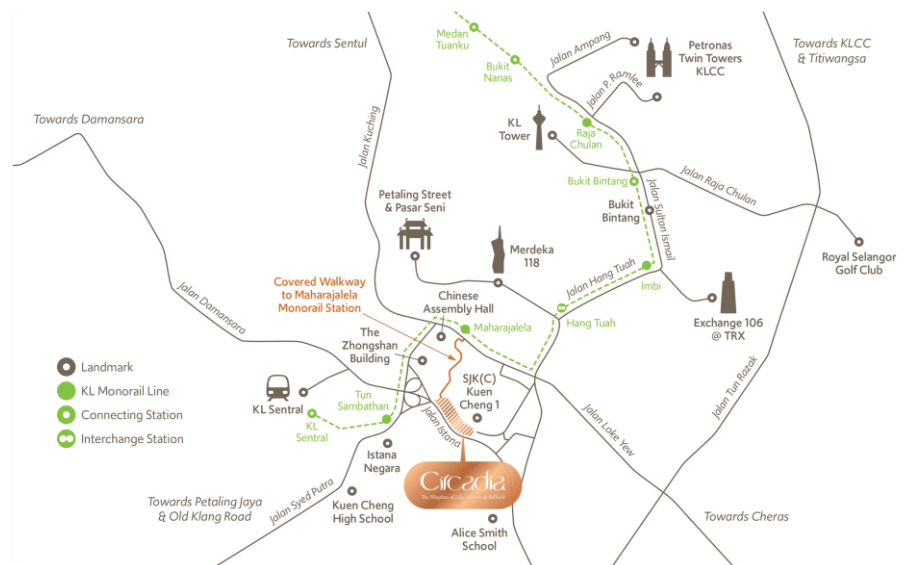 Towards Sentul
Medan
Tuanku
Bukit
Nanas
Jalan Ampang
Petronas
Twin Towers
KLCC
Towards KLCC
& Titiwangsa
Towards Damansara
Jalan Kuching
Jalan P. Ramlee
KL
Tower
Raja
Chulan
Bukit Bintang
Jalan Raja Chulan
Petaling Street
& Pasar Seni
Bukit
Bintang
Jalan Sultan Ismail
Merdeka
118
Royal Selangor
Golf Club
Covered Walkway
to Maharajalela
Monorail Station
Jalan Hang Tuah
Imbi
Jalan Damansara
Chinese
Assembly Hall
Maharajalela
Hang Tuah
Exchange 106
@ TRX
The
Zhongshan
Building
Landmark
KL Monorail Line
Connecting Station
Interchange Station
KL Sentral
Tun
Sambathan
SJK(C)
Kuen
Cheng 1
Jalan Tun Razak
KL
Sentral
Jalan Istana
Jalan Loke Yew
Istana
Negara
Circadia
The Rhythm of Life at Belfield
Towards Petaling Jaya
& Old Klang Road
Jalan Syed Putra
Kuen Cheng
High School
Alice Smith
School
Towards Cheras